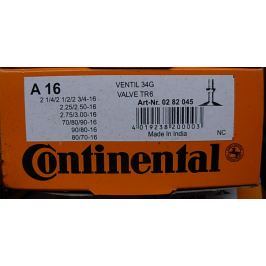 A 16
2 1/4/2 1/2/2 3/4-16
2.25/2.50-16
2.75/3.00-16
70/80/90-16
90/80-16
80/70-16
VENTIL 34G
VALVE TR6
Art-Nr. 02 82 045
4 019238 200003
Made in India
NC
Continental